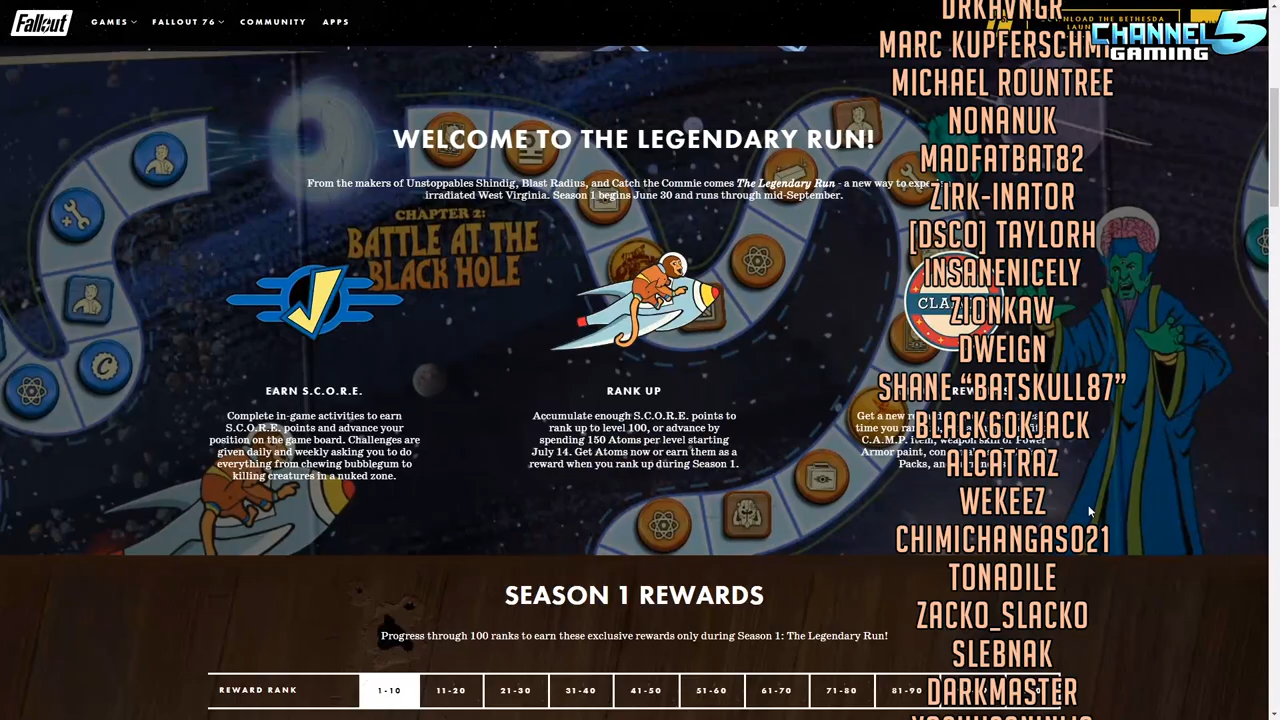 Fallout
GAMES
FALLOUT 76
COMMUNITY
APPS
DOWNLOAD THE BETHESDA
CHANNEL 5
GAMING
WELCOME TO THE LEGENDARY RUN!
From the makers of Unstoppables Shindig, Blast Radius, and Catch the Commie comes The Legendary Run - a new way to
irradiated West Virginia. Season 1 begins June 30 and runs through mid-September.
CHAPTER 2:
BATTLE AT THE
BLACK HOLE
EARN S.C.O.R.E.
Complete in-game activities to earn
S.C.O.R.E. points and advance your
position on the game board. Challenges are
given daily and weekly asking you to do
everything from chewing bubblegum to
killing creatures in a nuked zone.
RANK UP
Accumulate enough S.C.O.R.E. points to
rank up to level 100, or advance by
spending 150 Atoms per level starting
July 14. Get Atoms now or earn them as a
reward when you rank up during Season 1.
Get a new
time you
C.A.M.P. item, weapon skin or Power
Armor paint,
Packs,
SEASON 1 REWARDS
Progress through 100 ranks to earn these exclusive rewards only during Season 1: The Legendary Run!
REWARD RANK
1-10
11-20
21-30
31-40
41-50
51-60
61-70
71-80
81-90
DRKAVNGR
MARC
MICHAEL ROUNTREE
NONANUK
MADFATBAT82
ZIRK-INATOR
[DSCO] TAYLORH
INSANENICELY
ZIONKAW
DWEIGN
SHANE “BATSKULL87”
BLACK60KJACK
ALCATRAZ
WEKEEZ
CHIMICHANGAS021
TONADILE
ZACKO_SLACKO
SLEBNAK
DARKMASTER